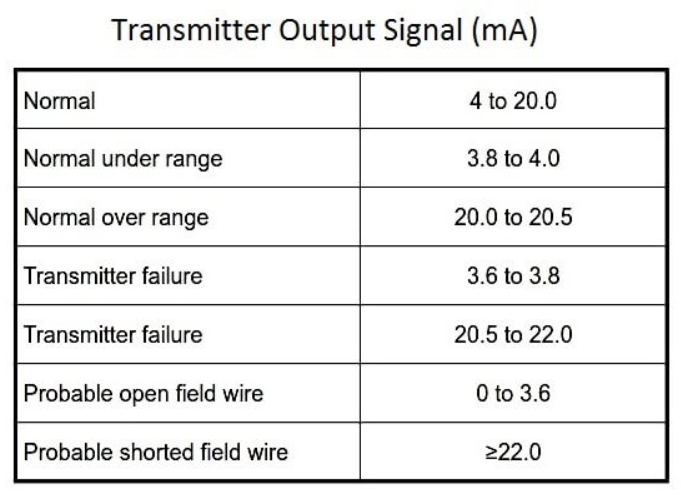 Transmitter Output Signal (mA)
Normal 4 to 20.0
Normal under range 3.8 to 4.0
Normal over range 20.0 to 20.5
Transmitter failure 3.6 to 3.8
Transmitter failure 20.5 to 22.0
Probable open field wire 0 to 3.6
Probable shorted field wire ≥22.0